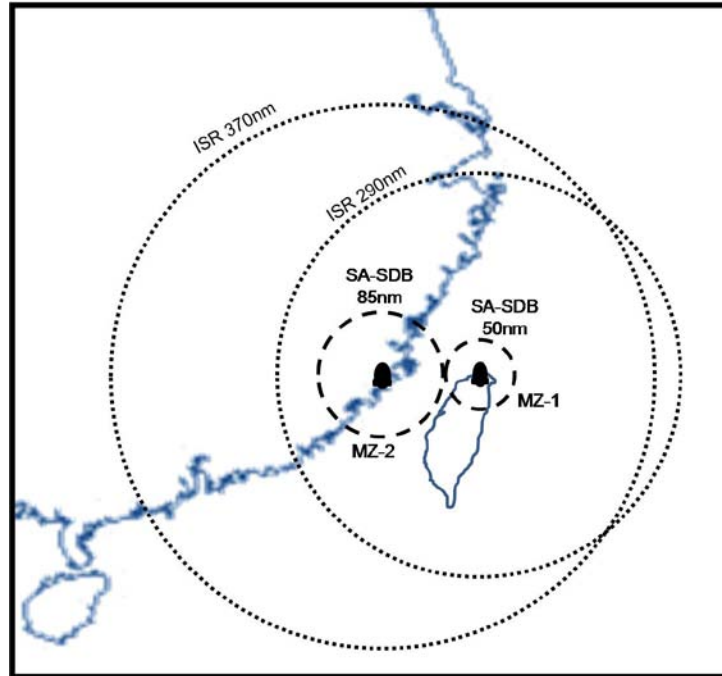 ISR 370nm
ISR 290nm
SA-SDB
85nm
SA-SDB
50nm
MZ-1
MZ-2